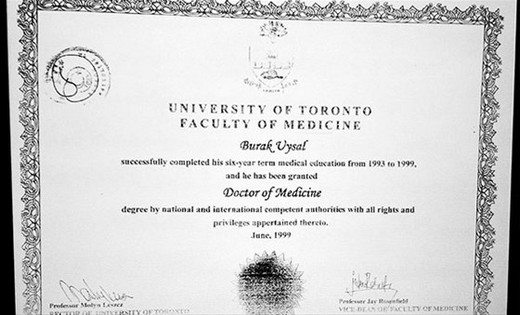 UNIVERSITY OF TORONTO
FACULTY OF MEDICINE
Burak Uysal
successfully completed his six-year term medical education from 1993 to 1999,
and he has been granted
Doctor of Medicine
degree by national and international competent authorities with all rights and
privileges appertained thereto.
June, 1999
Professor Jay Rosenfield
RECTOR OF UNIVERSITY OF TORONTO
VICE DEAN OF FACULTY OF MEDICINE